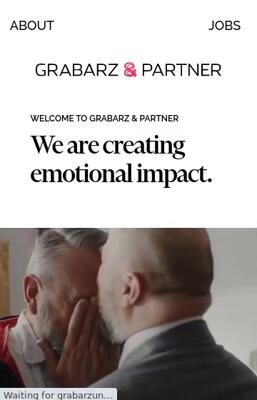 ABOUT
JOBS
GRABARZ & PARTNER
WELCOME TO GRABARZ & PARTNER
We are creating
emotional impact.
Waiting for grabarzun...